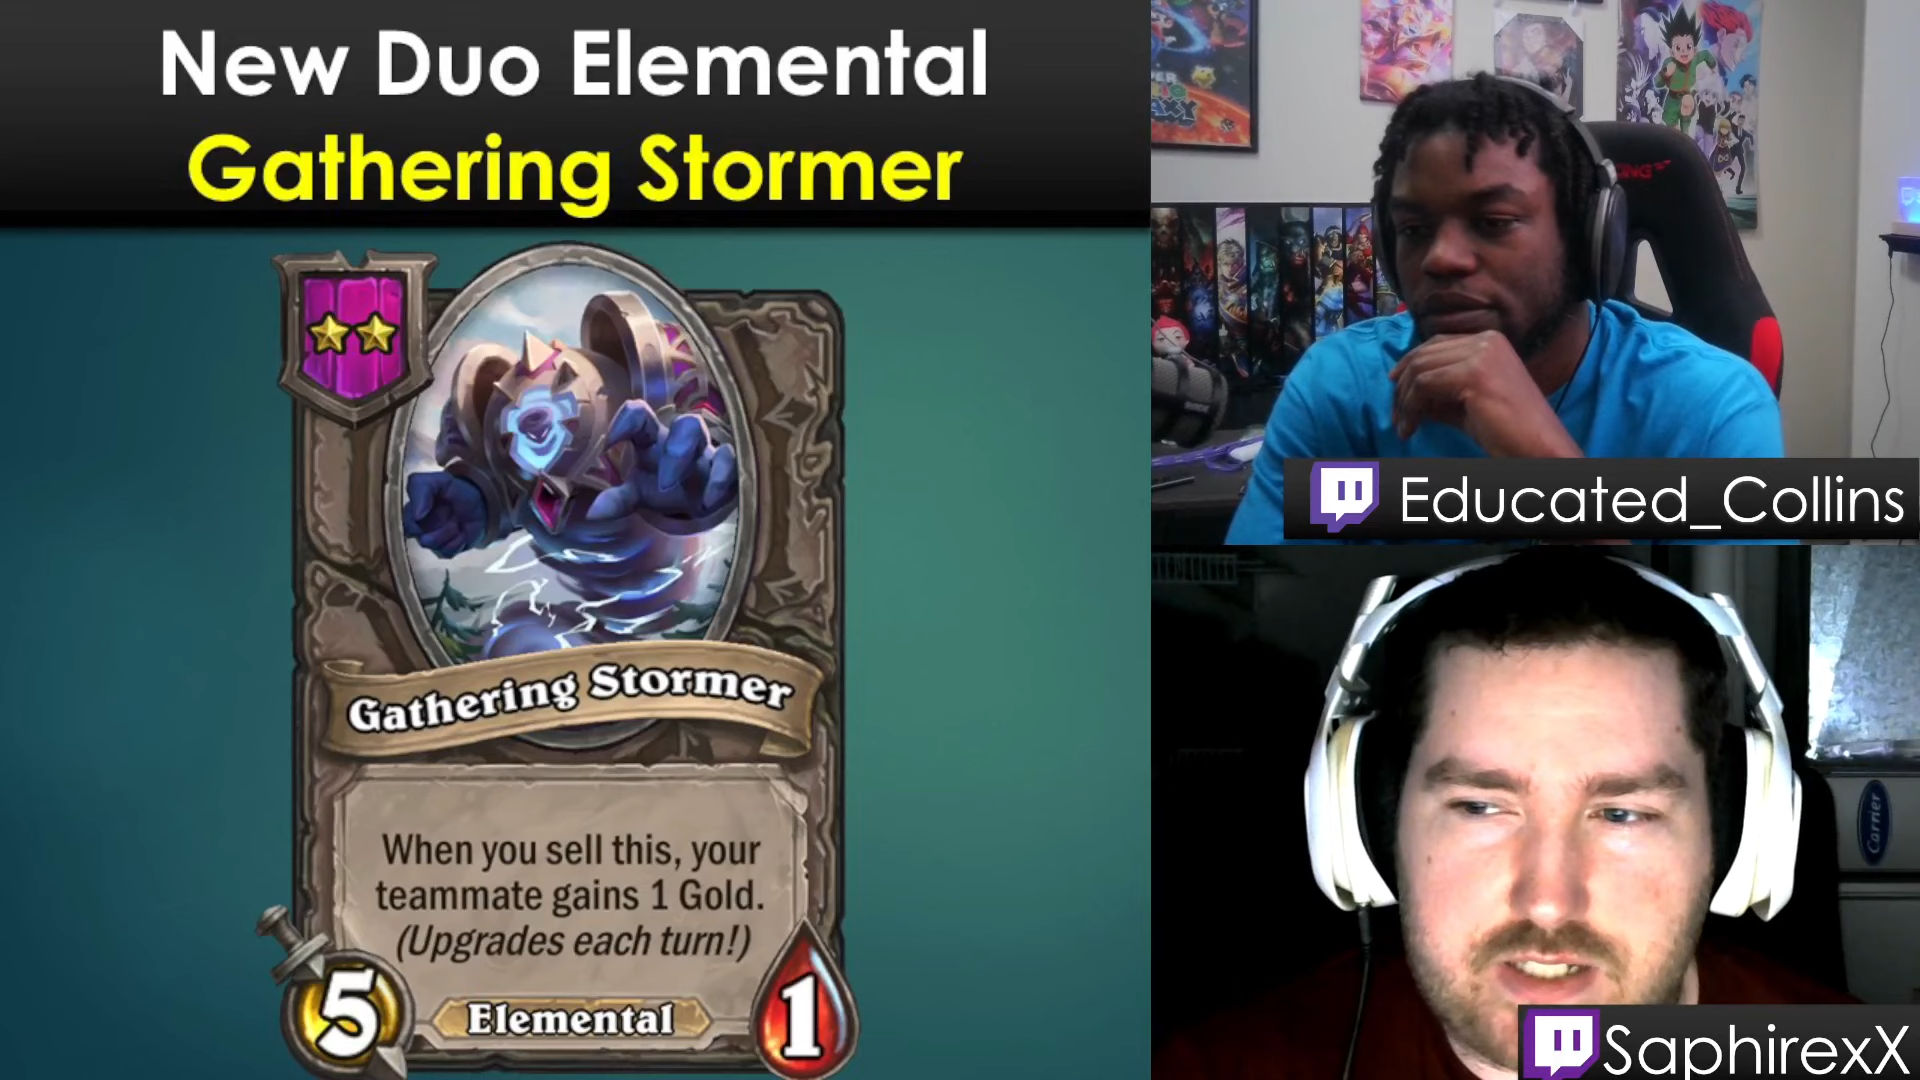 New Duo Elemental
Gathering Stormer
Gathering Stormer
When you sell this, your
teammate gains 1 Gold.
(Upgrades each turn!)
5
Elemental
1
Educated_Collins
Carrier
SaphirexX